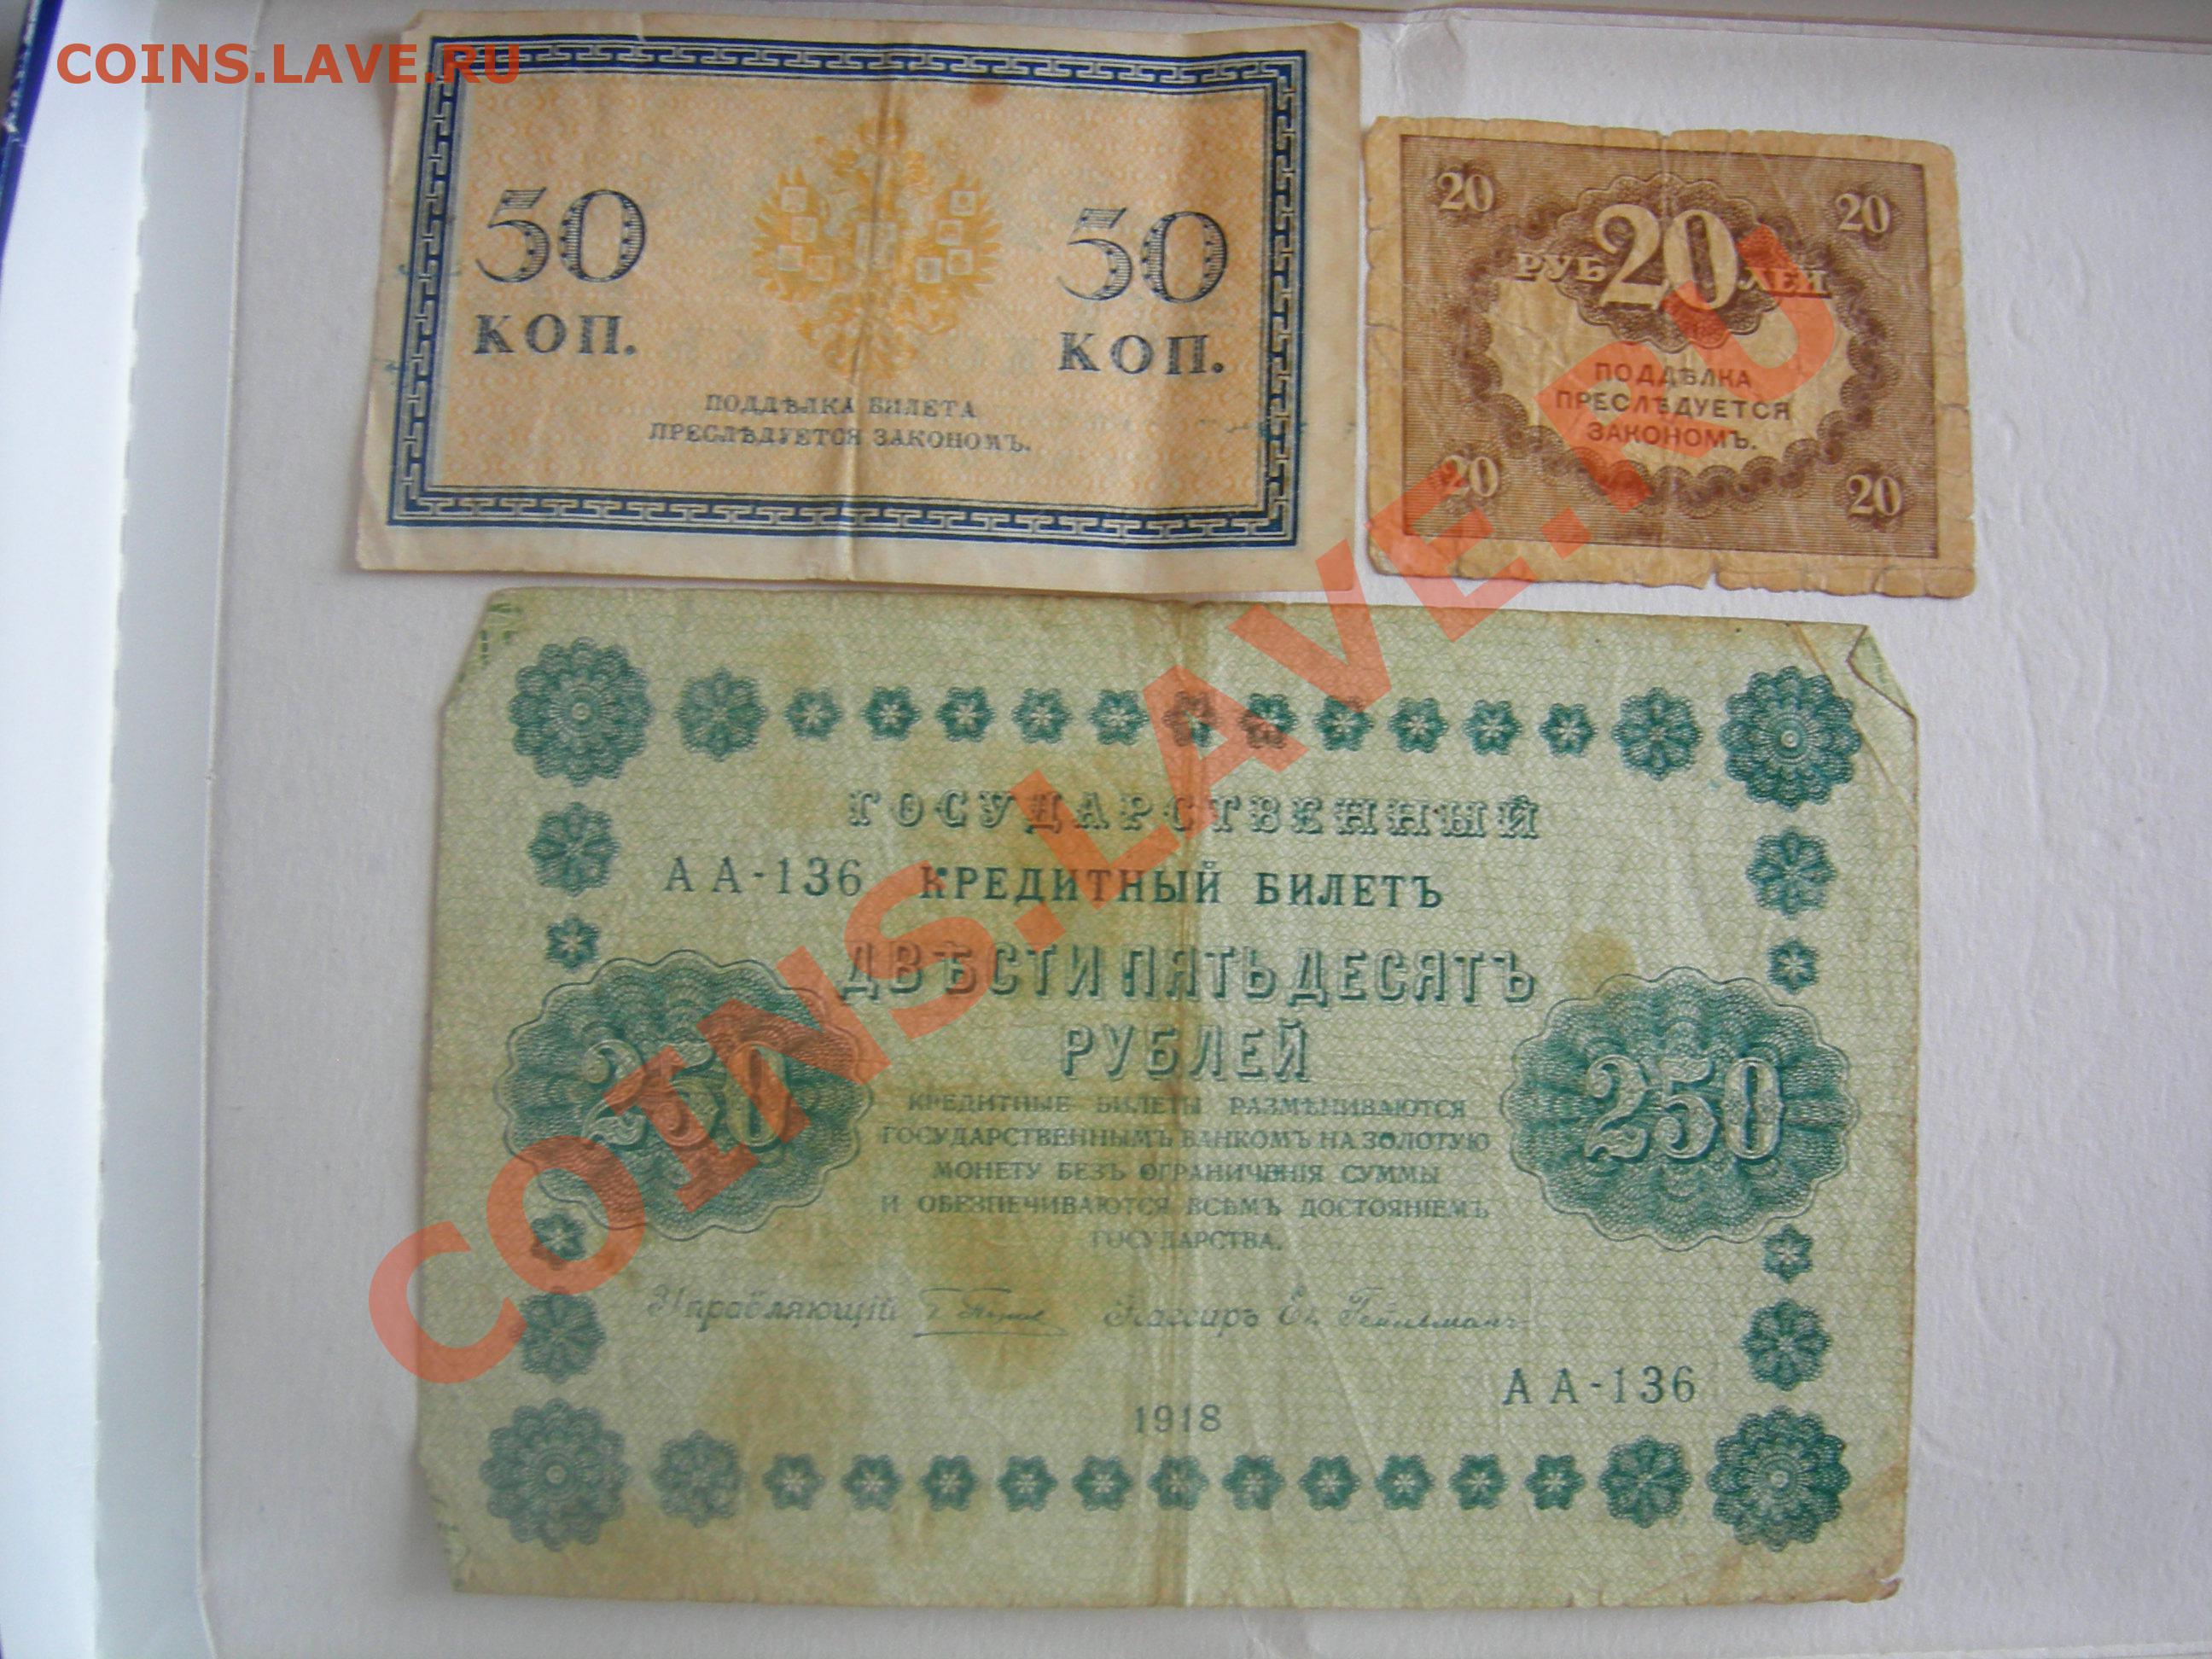 COINS.LAVE.RU
50 50
КОП. КОП.
ПОДДѢЛКА БИЛЕТА
ПРЕСЛѢДУЕТСЯ ЗАКОНОМЪ.
20 20
РУБ 20 ЛЕЙ
ПОДДѢЛКА
ПРЕСЛѢДУЕТСЯ
ЗАКОНОМЪ.
20 20
ГОСУДАРСТВЕННЫЙ
АА-136 КРЕДИТНЫЙ БИЛЕТЪ
ДВѢСТИ ПЯТЬДЕСЯТЪ
РУБЛЕЙ
250 250
КРЕДИТНЫЕ БИЛЕТЫ РАЗМѢНИВАЮТСЯ
ГОСУДАРСТВЕННЫМЪ БАНКОМЪ НА ЗОЛОТУЮ
МОНЕТУ БЕЗЪ ОГРАНИЧЕНІЯ СУММЫ
И ОБЕЗПЕЧИВАЮТСЯ ВСѢМЪ ДОСТОЯНІЕМЪ
ГОСУДАРСТВА.
Управляющій Кассиръ Ев. Гейльманъ
АА-136
1918
COINS.LAVE.RU